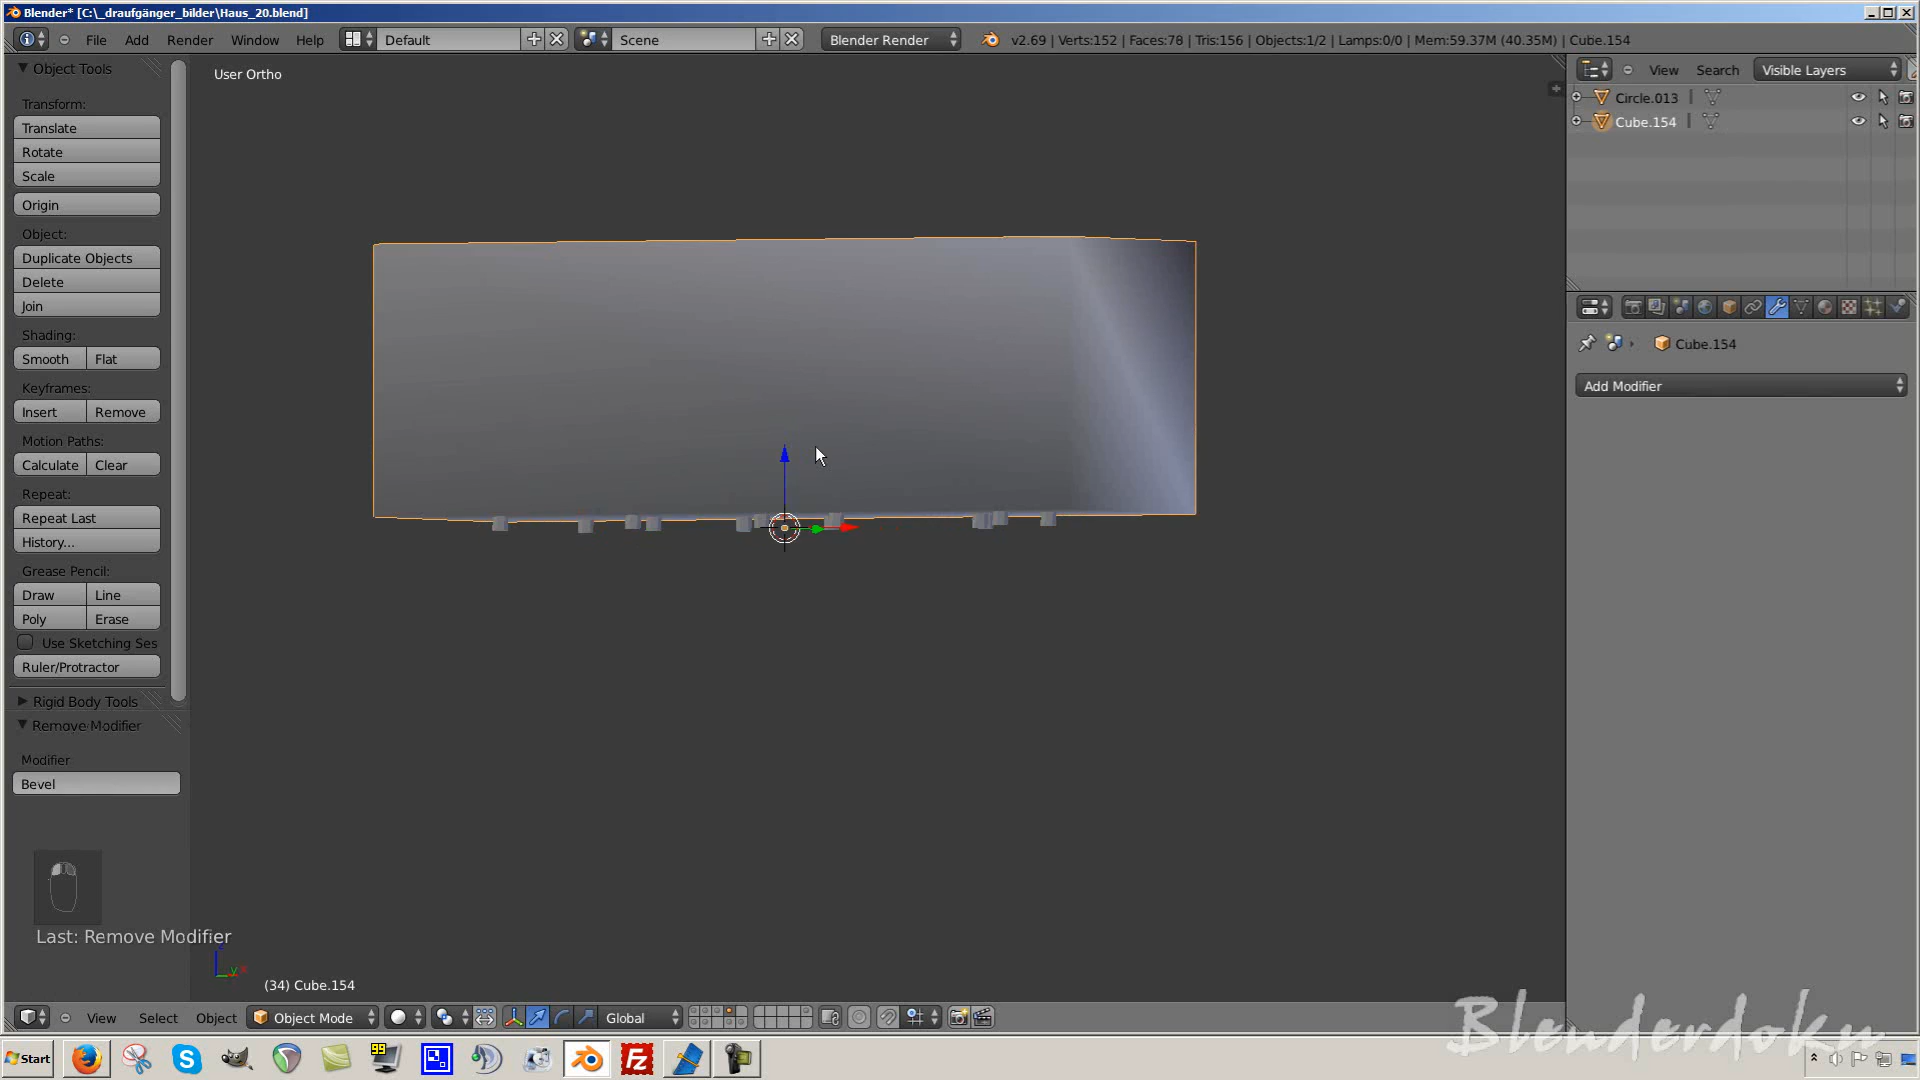 Blender* [C:\_draufgänger_bilder\Haus_20.blend]
File Add Render Window Help Default Scene Blender Render v2.69 | Verts:152 | Faces:78 | Tris:156 | Objects:1/2 | Lamps:0/0 | Mem:59.37M (40.35M) | Cube.154
Object Tools
User Ortho
View Search Visible Layers
Circle.013
Cube.154
Transform:
Translate
Rotate
Scale
Origin
Object:
Duplicate Objects
Delete
Join
Shading:
Smooth Flat
Keyframes:
Insert Remove
Motion Paths:
Calculate Clear
Repeat:
Repeat Last
History...
Grease Pencil:
Draw Line
Poly Erase
Use Sketching Ses
Ruler/Protractor
Rigid Body Tools
Remove Modifier
Modifier
Bevel
Cube.154
Add Modifier
Last: Remove Modifier
(34) Cube.154
View Select Object Object Mode Global
Blenderdoku
Start
99